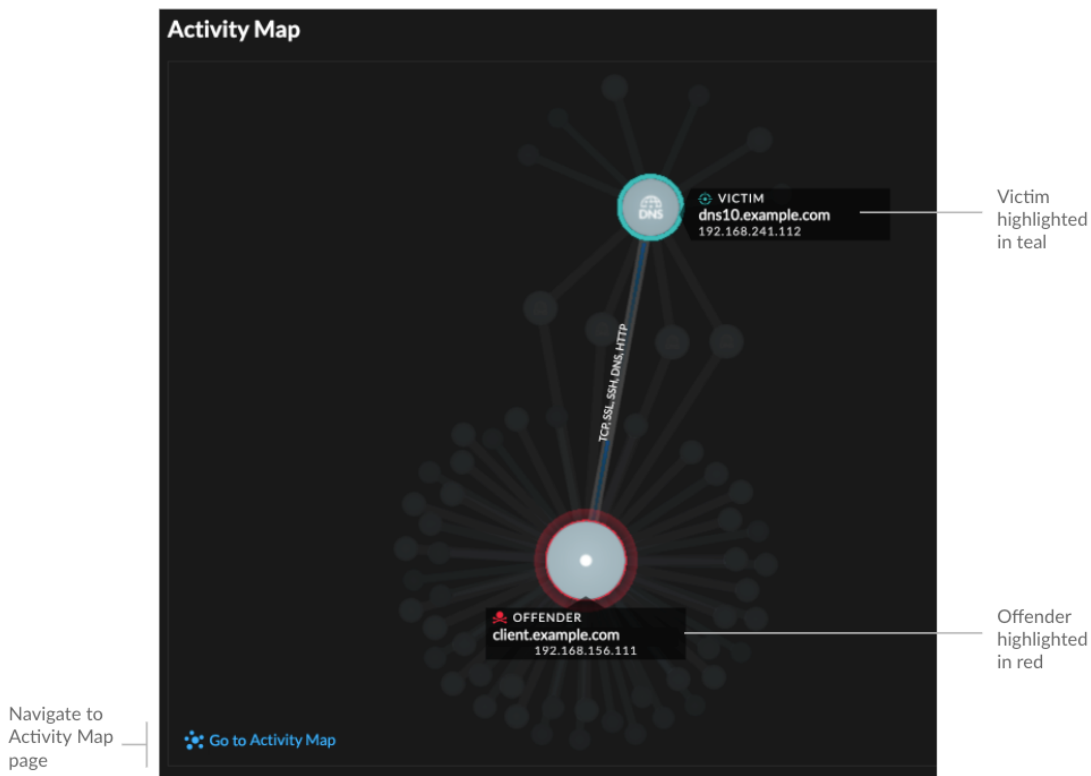 Activity Map
DNS
VICTIM
dns10.example.com
192.168.241.112
Victim
highlighted
in teal
TCP, SSL, SSH, DNS, HTTP
OFFENDER
client.example.com
192.168.156.111
Offender
highlighted
in red
Navigate to
Activity Map
page
Go to Activity Map